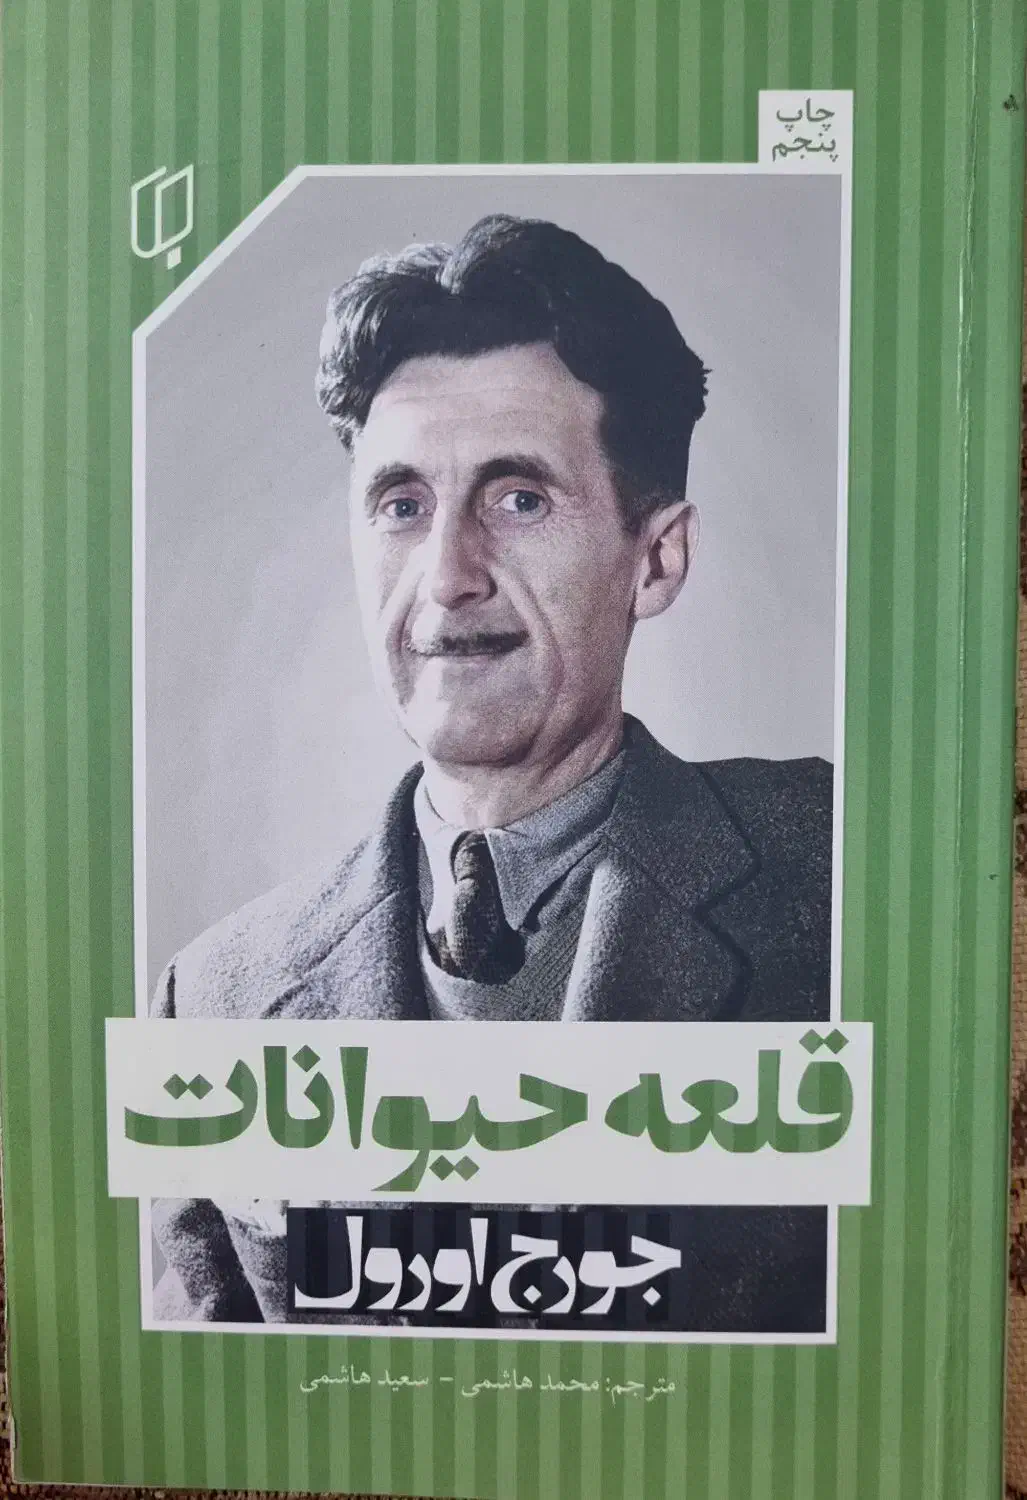 چاپ
پنجم
قلعه حیوانات
جورج اورول
مترجم: محمد هاشمی - سعید هاشمی